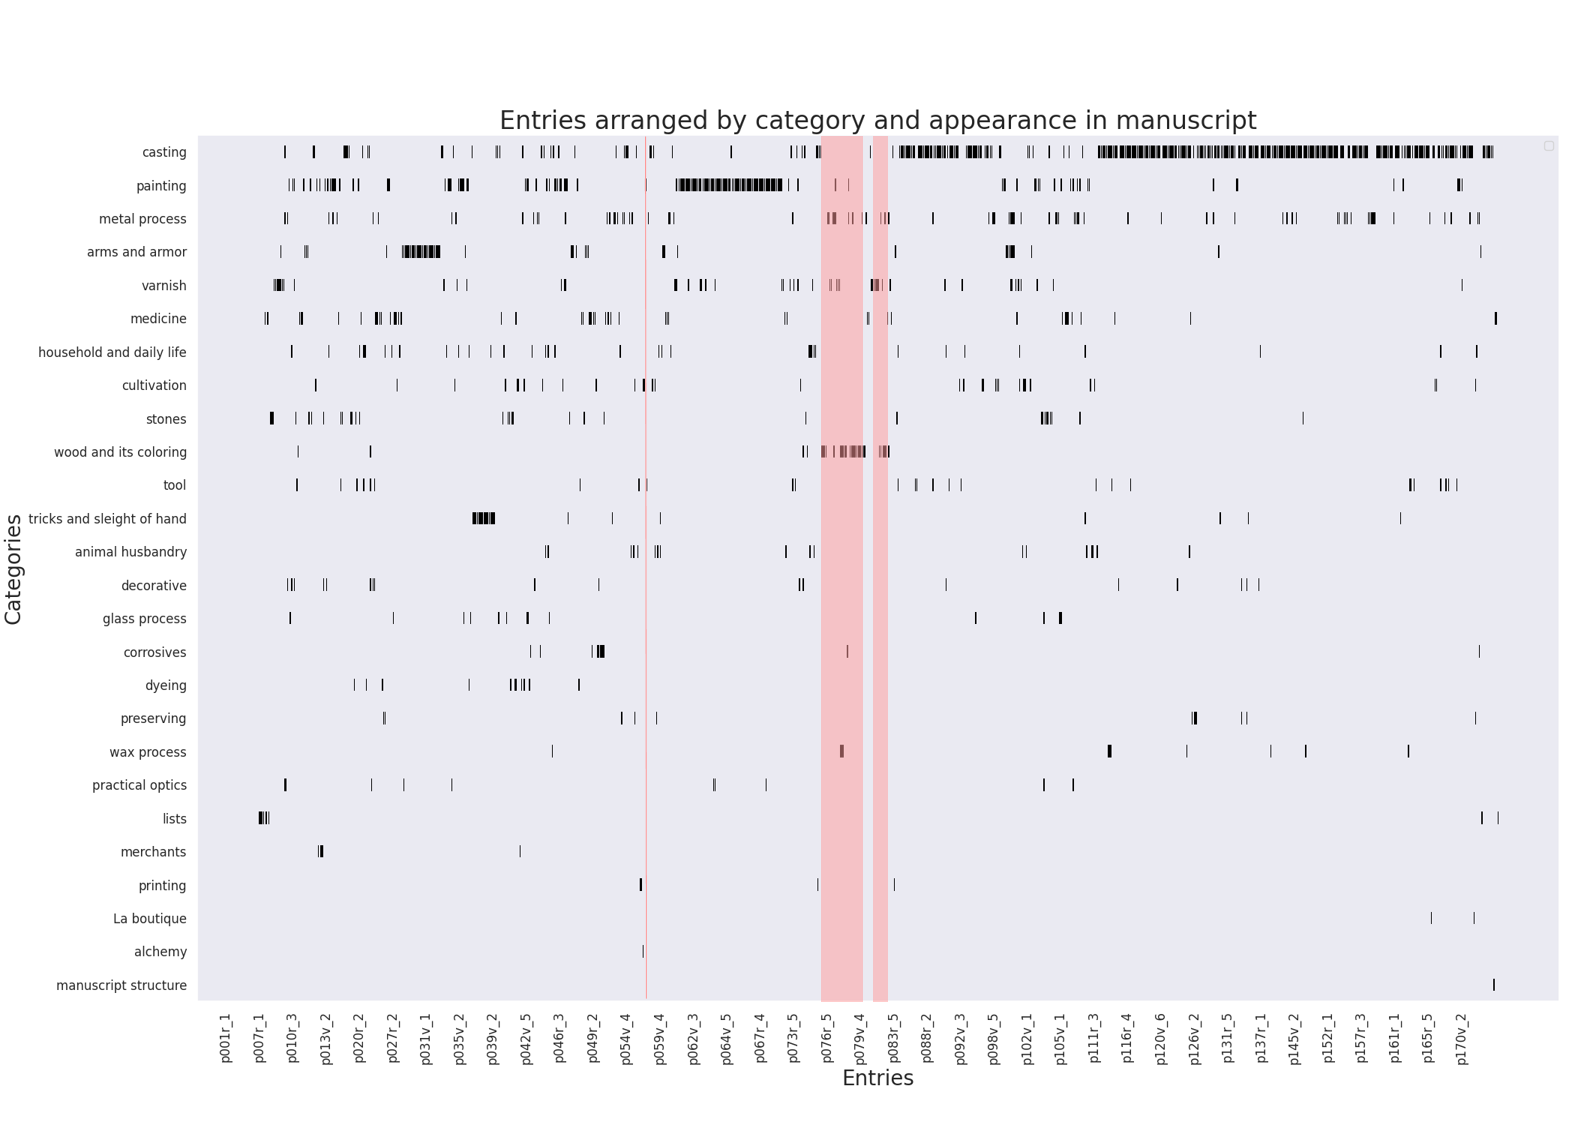 Entries arranged by category and appearance in manuscript
casting
painting
metal process
arms and armor
varnish
medicine
household and daily life
cultivation
stones
wood and its coloring
tool
tricks and sleight of hand
animal husbandry
decorative
glass process
corrosives
dyeing
preserving
wax process
practical optics
lists
merchants
printing
La boutique
alchemy
manuscript structure
Categories
p001r_1
p007r_1
p010r_3
p013v_2
p020r_2
p027r_2
p031v_1
p035v_2
p039v_2
p042v_5
p046r_3
p049r_2
p054v_4
p059v_4
p062v_3
p064v_5
p067r_4
p073r_5
p076r_5
p079v_4
p083r_5
p088r_2
p092v_3
p098v_5
p102v_1
p105v_1
p111r_3
p116r_4
p120v_6
p126v_2
p131r_5
p137r_1
p145v_2
p152r_1
p157r_3
p161r_1
p165r_5
p170v_2
Entries